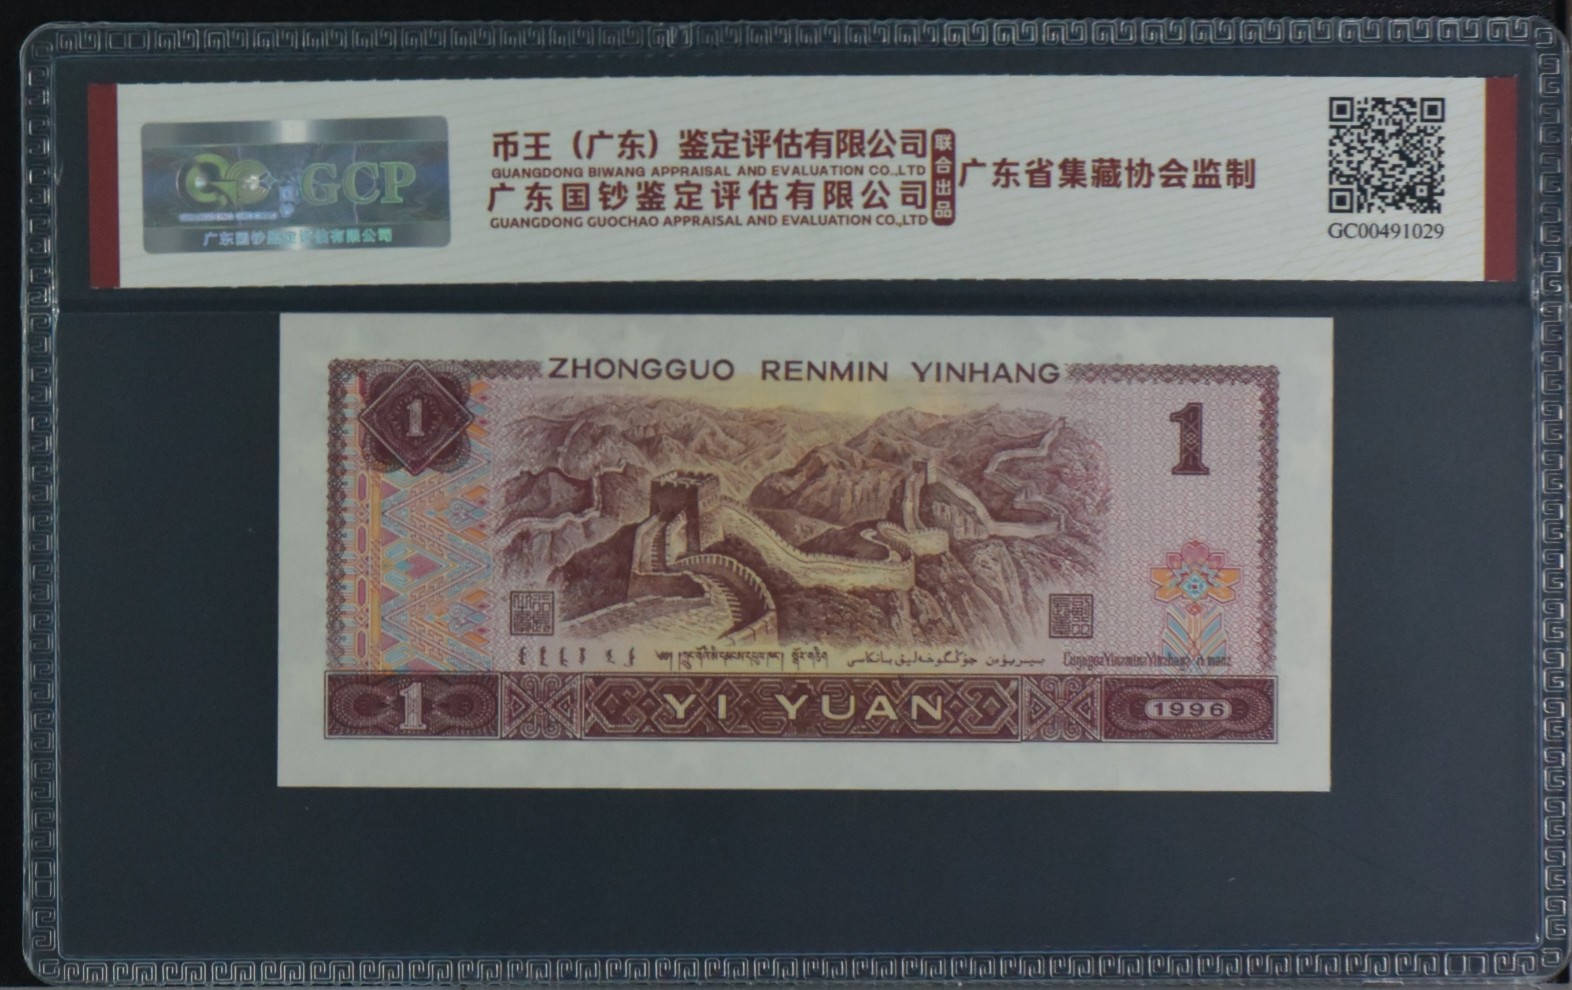 GCP
广东国钞鉴定评估有限公司
币王（广东）鉴定评估有限公司
GUANGDONG BIWANG APPRAISAL AND EVALUATION CO.,LTD
广东国钞鉴定评估有限公司
GUANGDONG GUOCHAO APPRAISAL AND EVALUATION CO.,LTD
联合出品
广东省集藏协会监制
GC00491029
ZHONGGUO RENMIN YINHANG
1
1
1
YI YUAN
1996